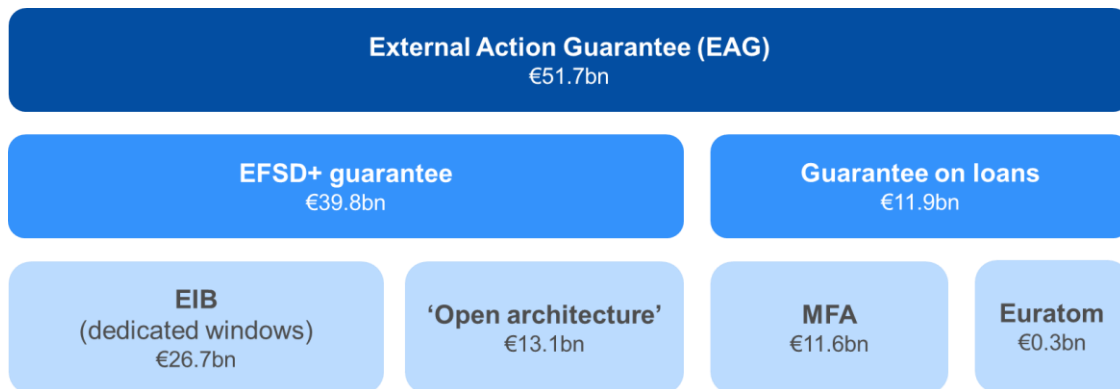 External Action Guarantee (EAG)
€51.7bn
EFSD+ guarantee
€39.8bn
Guarantee on loans
€11.9bn
EIB
(dedicated windows)
€26.7bn
‘Open architecture’
€13.1bn
MFA
€11.6bn
Euratom
€0.3bn